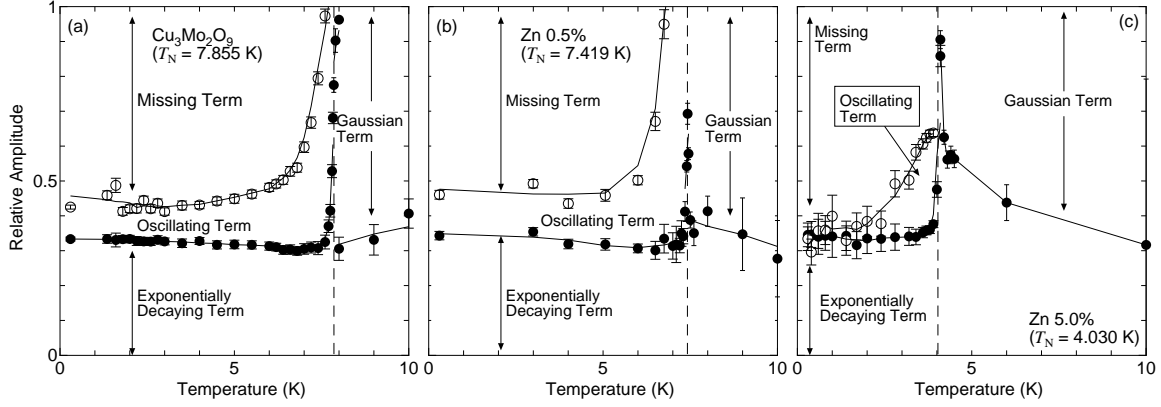 (a)
Cu3Mo2O9
(TN = 7.855 K)
Missing Term
Gaussian
Term
Oscillating Term
Exponentially
Decaying Term
Relative Amplitude
1
0.5
0
0
5
10
Temperature (K)
(b)
Zn 0.5%
(TN = 7.419 K)
Missing Term
Gaussian
Term
Oscillating Term
Exponentially
Decaying Term
0
5
10
Temperature (K)
(c)
Missing
Term
Oscillating
Term
Gaussian Term
Exponentially
Decaying Term
Zn 5.0%
(TN = 4.030 K)
0
5
10
Temperature (K)